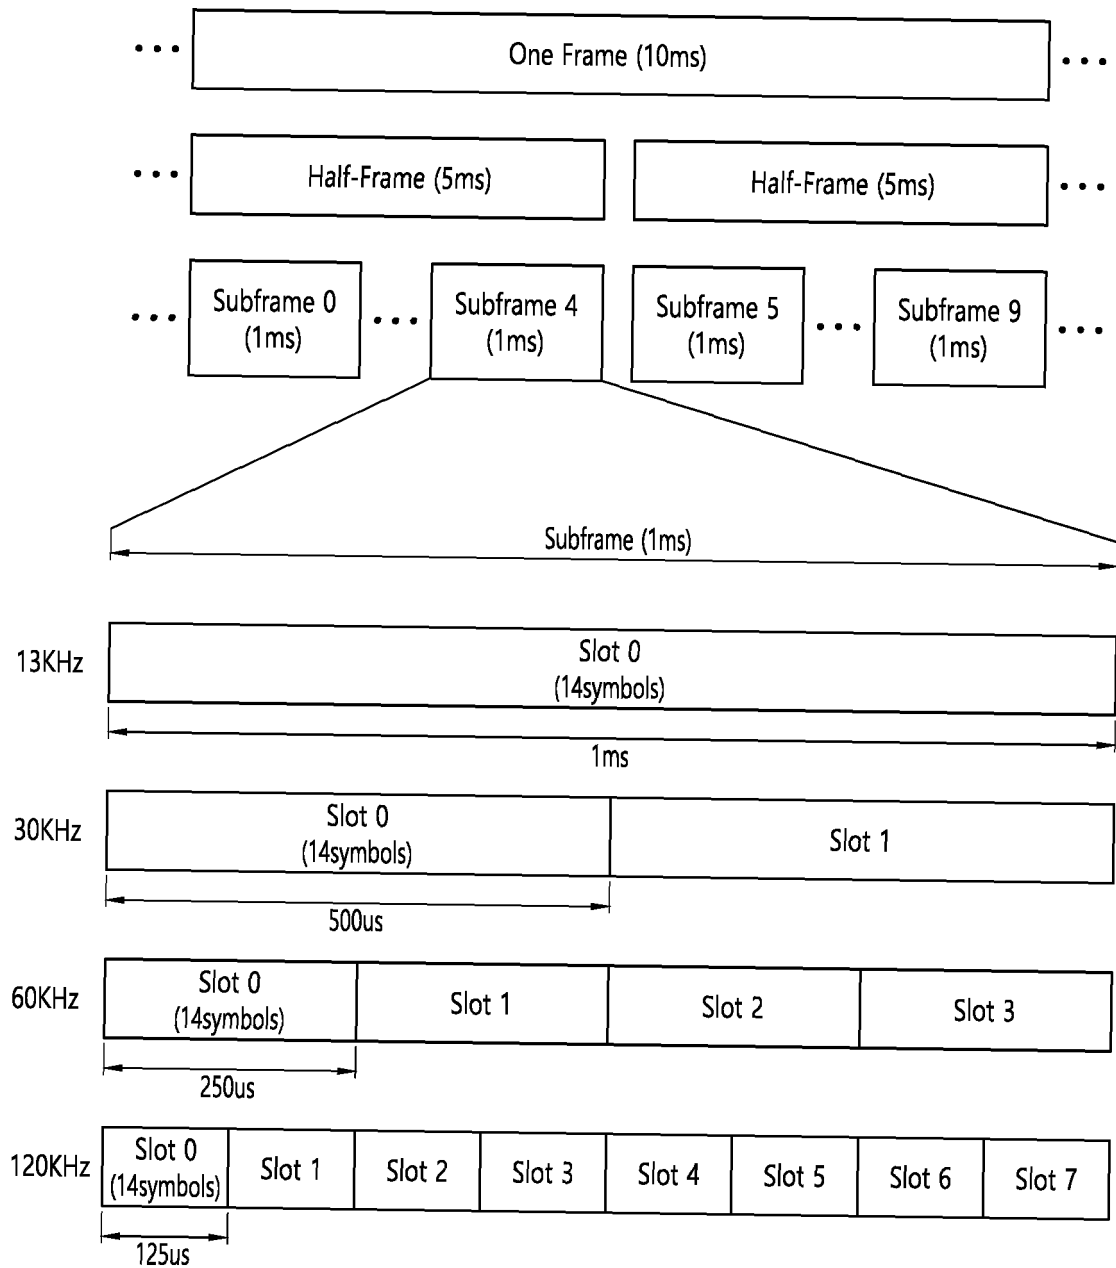 ••• One Frame (10ms) •••
••• Half-Frame (5ms) Half-Frame (5ms) •••
••• Subframe 0 ••• Subframe 4 Subframe 5 ••• Subframe 9 •••
(1ms) (1ms) (1ms) (1ms)
Subframe (1ms)
13KHz Slot 0
(14symbols)
1ms
30KHz Slot 0 Slot 1
(14symbols)
500us
60KHz Slot 0 Slot 1 Slot 2 Slot 3
(14symbols)
250us
120KHz Slot 0 Slot 1 Slot 2 Slot 3 Slot 4 Slot 5 Slot 6 Slot 7
(14symbols)
125us